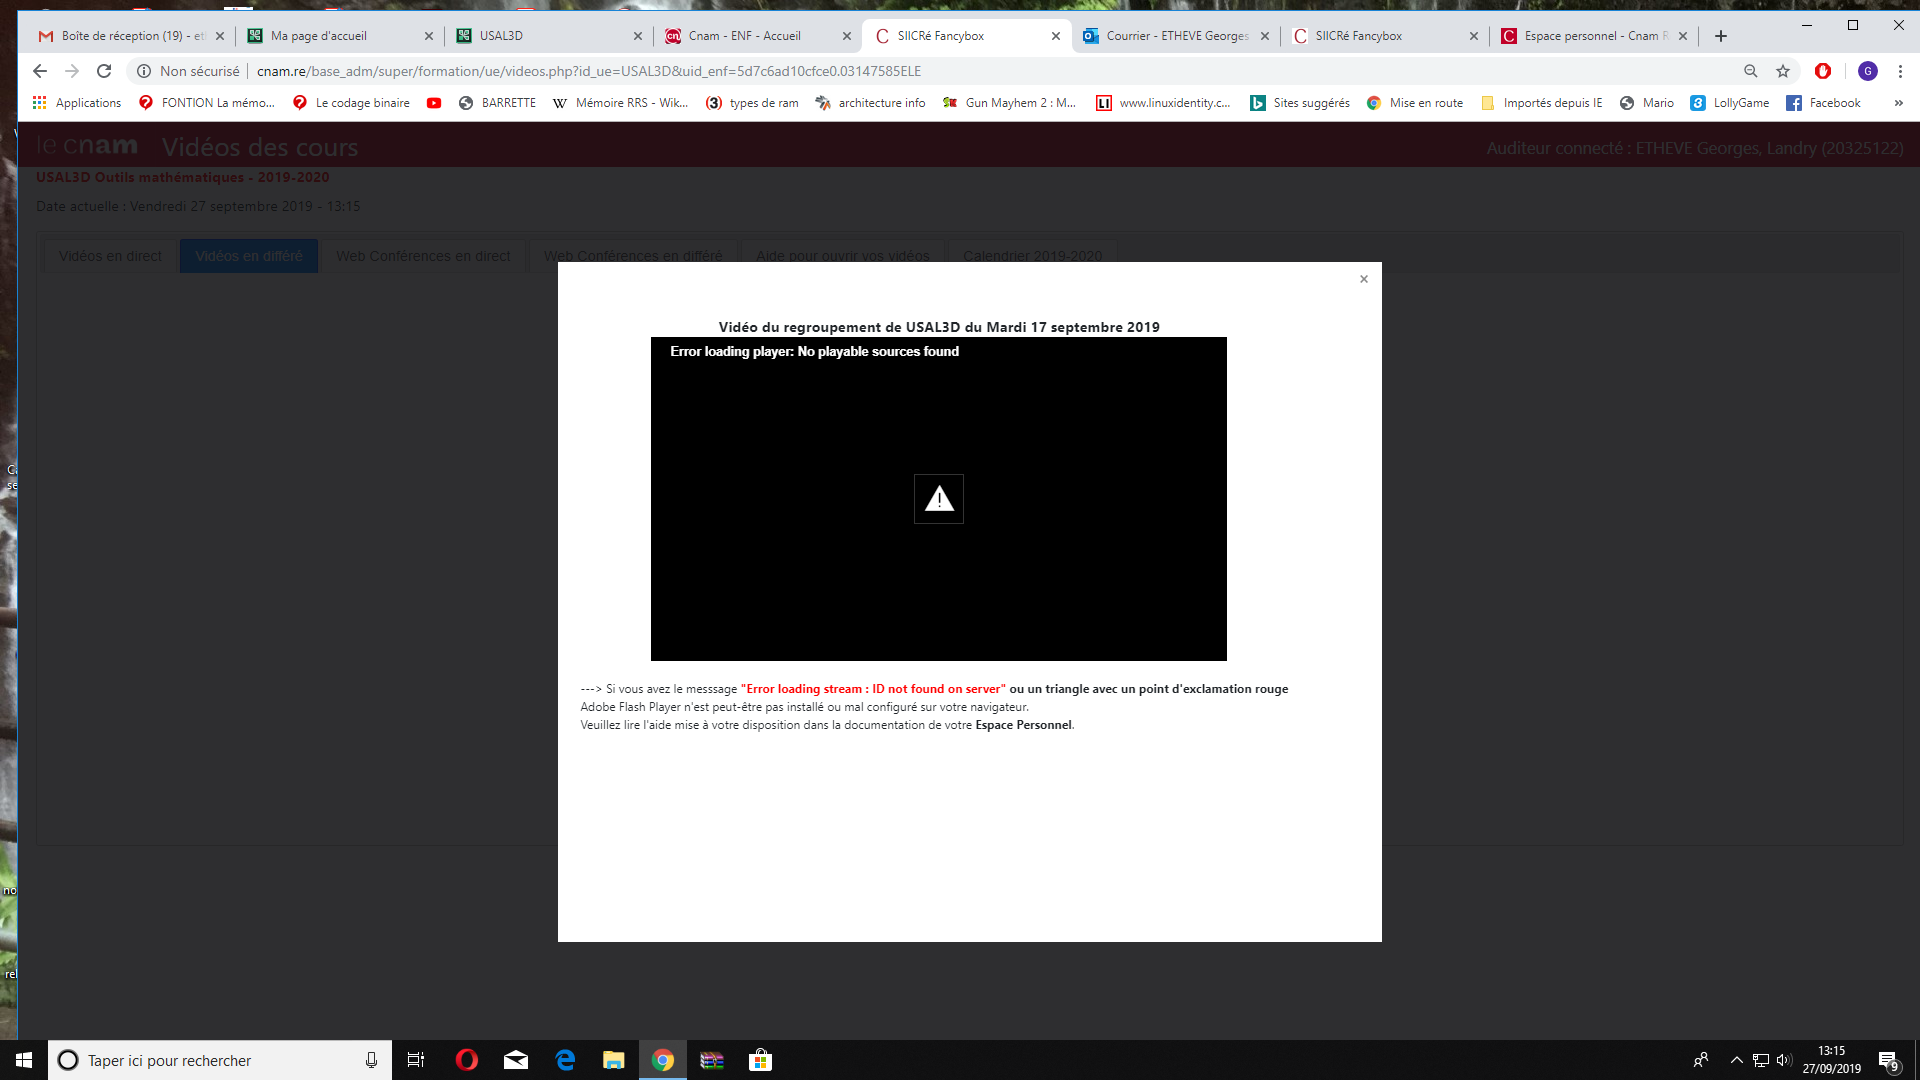 Boîte de réception (19) - et
Ma page d'accueil
USAL3D
Cnam - ENF - Accueil
SIICRé Fancybox
Courrier - ETHEVE Georges
SIICRé Fancybox
Espace personnel - Cnam R
Non sécurisé
cnam.re/base_adm/super/formation/ue/videos.php?id_ue=USAL3D&uid_enf=5d7c6ad10cfce0.03147585ELE
G
Applications
FONTION La mémo...
Le codage binaire
BARRETTE
Mémoire RRS - Wik...
types de ram
architecture info
Gun Mayhem 2 : M...
www.linuxidentity.c...
Sites suggérés
Mise en route
Importés depuis IE
Mario
LollyGame
Facebook
»
le cnam
Vidéos des cours
Auditeur connecté : ETHEVE Georges, Landry (20325122)
USAL3D Outils mathématiques - 2019-2020
Date actuelle : Vendredi 27 septembre 2019 - 13:15
Vidéos en direct
Vidéos en différé
Web Conférences en direct
Web Conférences en différé
Aide pour ouvrir vos vidéos
Calendrier 2019-2020
×
Vidéo du regroupement de USAL3D du Mardi 17 septembre 2019
Error loading player: No playable sources found
---> Si vous avez le messsage "Error loading stream : ID not found on server" ou un triangle avec un point d'exclamation rouge
Adobe Flash Player n'est peut-être pas installé ou mal configuré sur votre navigateur.
Veuillez lire l'aide mise à votre disposition dans la documentation de votre Espace Personnel.
Taper ici pour rechercher
13:15
27/09/2019
9